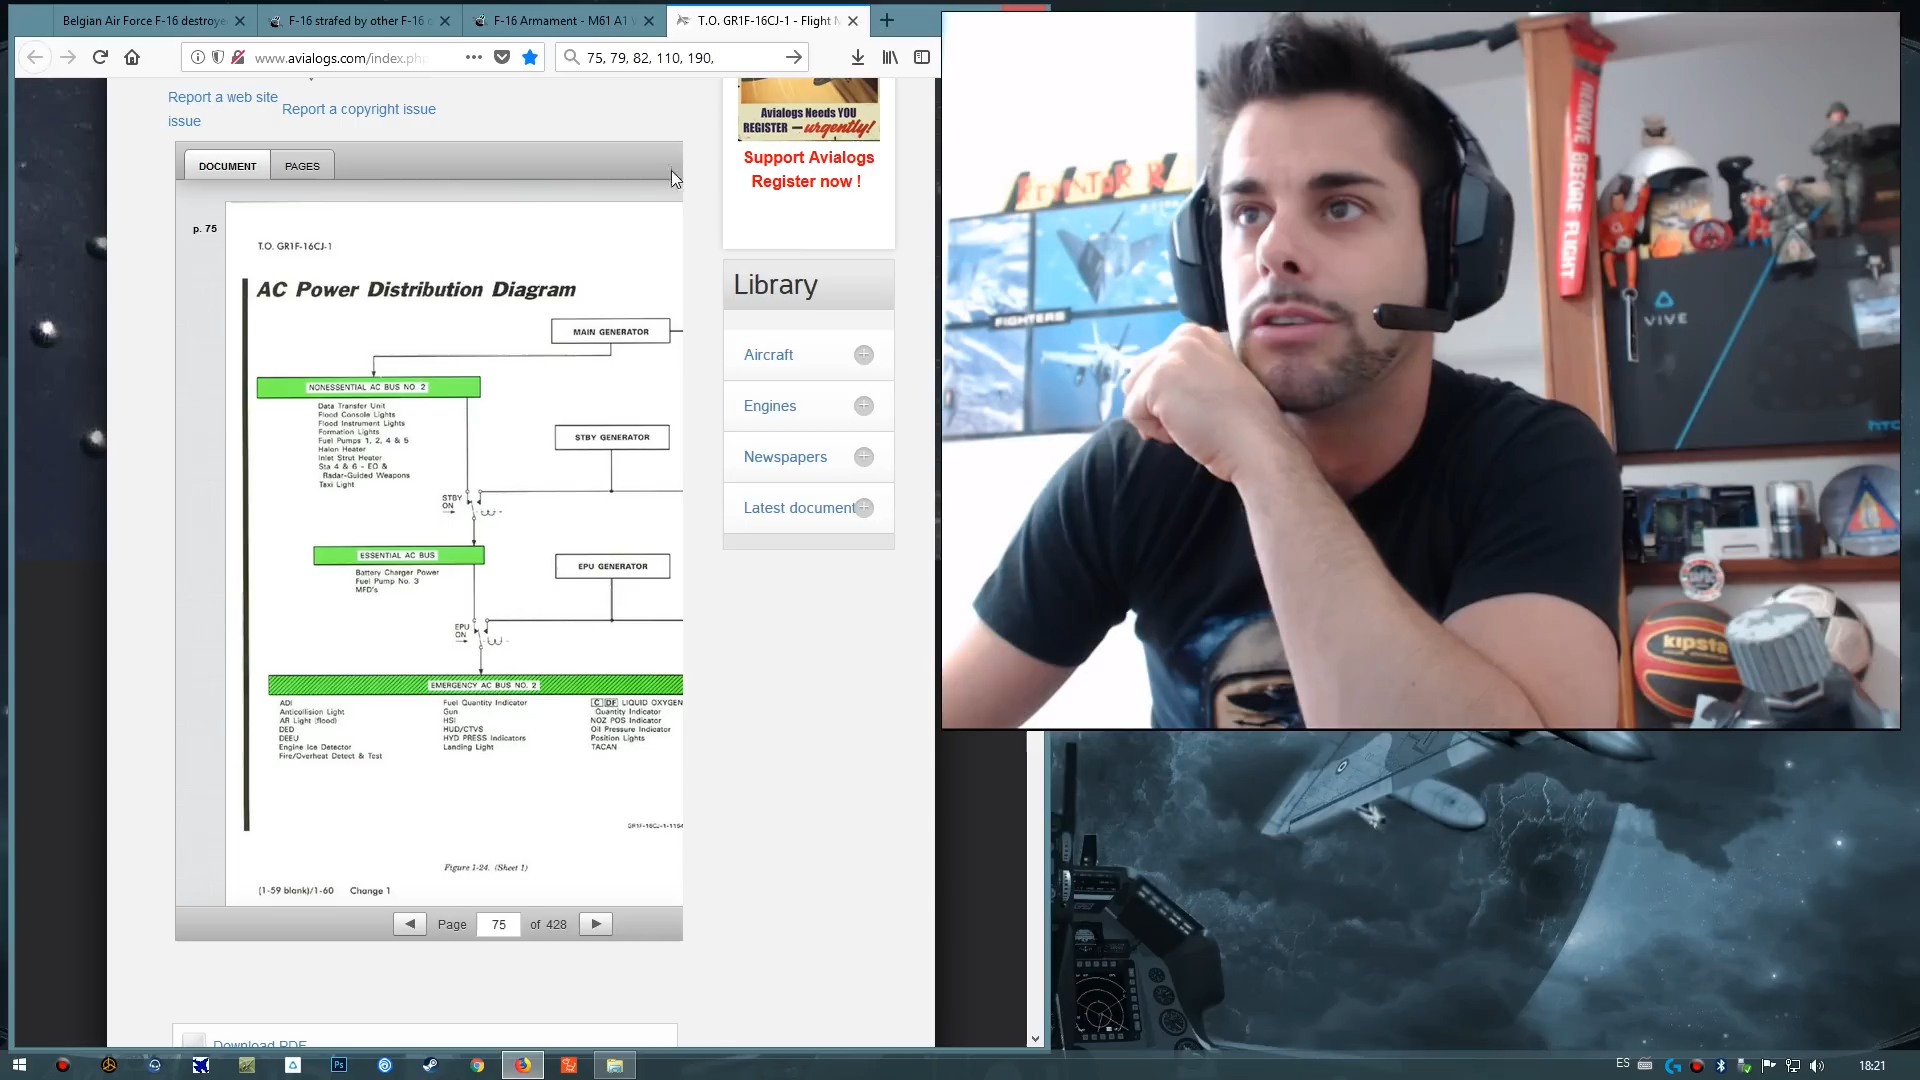 Belgian Air Force F-16 destroye
F-16 strafed by other F-16
F-16 Armament - M61 A1
T.O. GR1F-16CJ-1 - Flight
www.avialogs.com/index.php
75, 79, 82, 110, 190,
Report a web site
issue
Report a copyright issue
Avialogs Needs YOU
REGISTER — urgently!
Support Avialogs
Register now !
DOCUMENT
PAGES
Library
Aircraft
Engines
Newspapers
Latest document
p. 75
T.O. GR1F-16CJ-1
AC Power Distribution Diagram
MAIN GENERATOR
NONESSENTIAL AC BUS NO. 2
Data Transfer Unit
Flood Console Lights
Flood Instrument Lights
Formation Lights
Fuel Pumps 1, 2, 4 & 5
Halon Heater
Inlet Strut Heater
Sta 4 & 6 - EO &
Radar-Guided Weapons
Taxi Light
STBY GENERATOR
STBY
ON
ESSENTIAL AC BUS
Battery Charger Power
Fuel Pump No. 3
MFD's
EPU GENERATOR
EPU
ON
EMERGENCY AC BUS NO. 2
ADI
Anticollision Light
AR Light (flood)
DED
DEEU
Engine Ice Detector
Fire/Overheat Detect & Test
Fuel Quantity Indicator
Gun
HSI
HUD/CTVS
HYD PRESS Indicators
Landing Light
C DF LIQUID OXYGEN
Quantity Indicator
NOZ POS Indicator
Oil Pressure Indicator
Position Lights
TACAN
GR1F-16CJ-1-1154
Figure 1-24. (Sheet 1)
(1-59 blank)/1-60 Change 1
Page 75 of 428
Download PDF
REMOVE BEFORE FLIGHT
FIGHTERS
VIVE
HTC
kipsta
Ps
ES
18:21